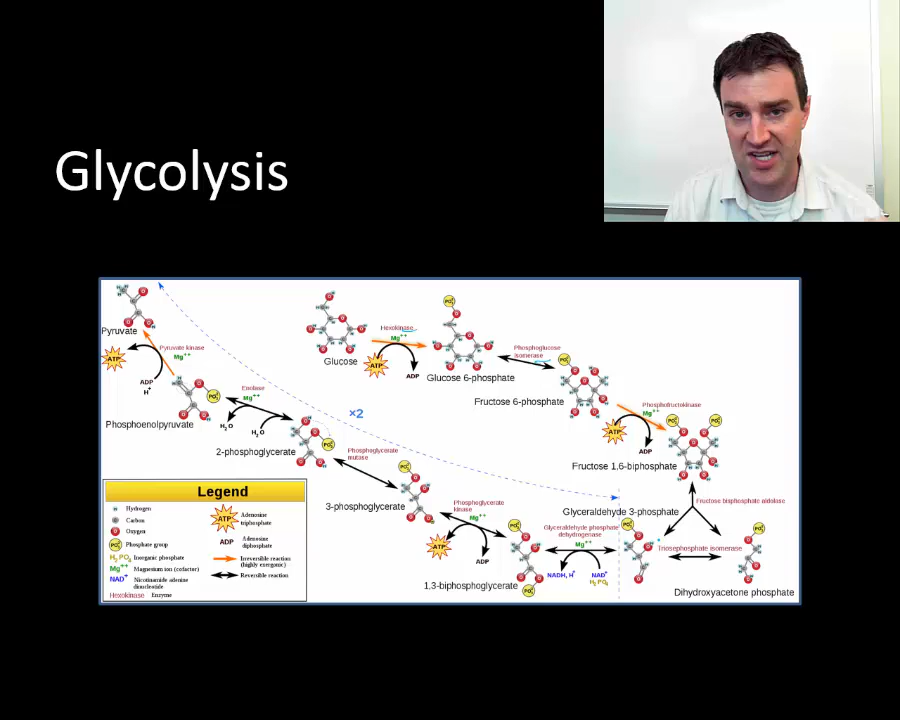 Glycolysis
Pyruvate
Pyruvate kinase
Mg++
ATP
ADP
H+
Phosphoenolpyruvate
Enolase
Mg++
H2O
H2O
2-phosphoglycerate
Phosphoglycerate
mutase
3-phosphoglycerate
Phosphoglycerate
kinase
Mg++
ATP
ADP
1,3-biphosphoglycerate
Glyceraldehyde phosphate
dehydrogenase
Mg++
NADH, H+
NAD+
H2PO4
×2
Glucose
Hexokinase
Mg++
ATP
ADP
Glucose 6-phosphate
Phosphoglucose
isomerase
Fructose 6-phosphate
Phosphofructokinase
Mg++
ATP
ADP
Fructose 1,6-biphosphate
Fructose bisphosphate aldolase
Glyceraldehyde 3-phosphate
Triosephosphate isomerase
Dihydroxyacetone phosphate
Legend
Hydrogen
Carbon
Oxygen
Phosphate group
H2PO4 Inorganic phosphate
Mg++ Magnesium ion (cofactor)
NAD+ Nicotinamide adenine
dinucleotide
Hexokinase Enzyme
ATP Adenosine
triphosphate
ADP Adenosine
diphosphate
Irreversible reaction
(highly exergonic)
Reversible reaction